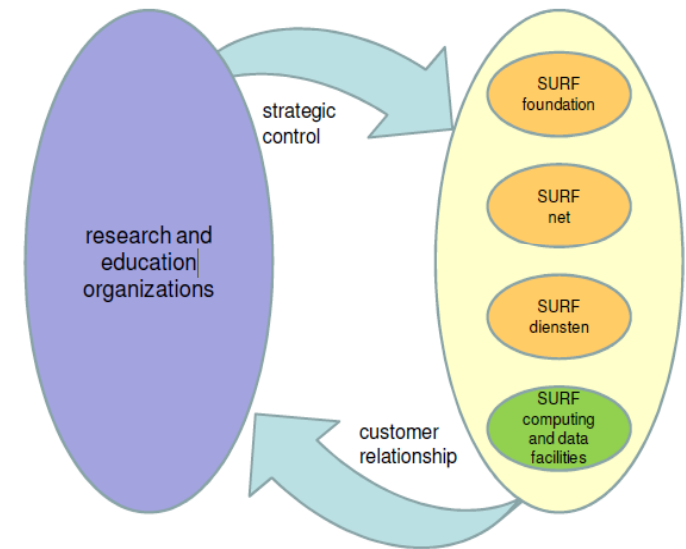 research and
education
organizations
strategic
control
SURF
foundation
SURF
net
SURF
diensten
SURF
computing
and data
facilities
customer
relationship